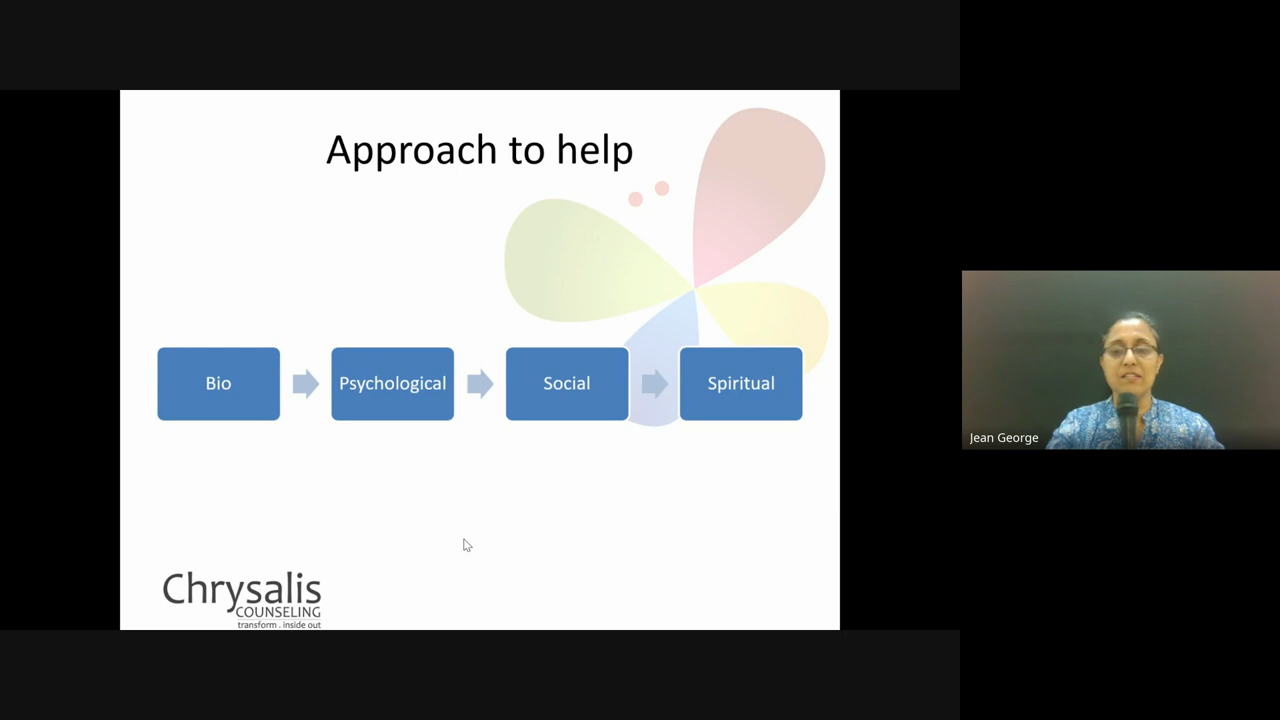 Approach to help
Bio
Psychological
Social
Spiritual
Chrysalis
COUNSELING
transform . inside out
Jean George